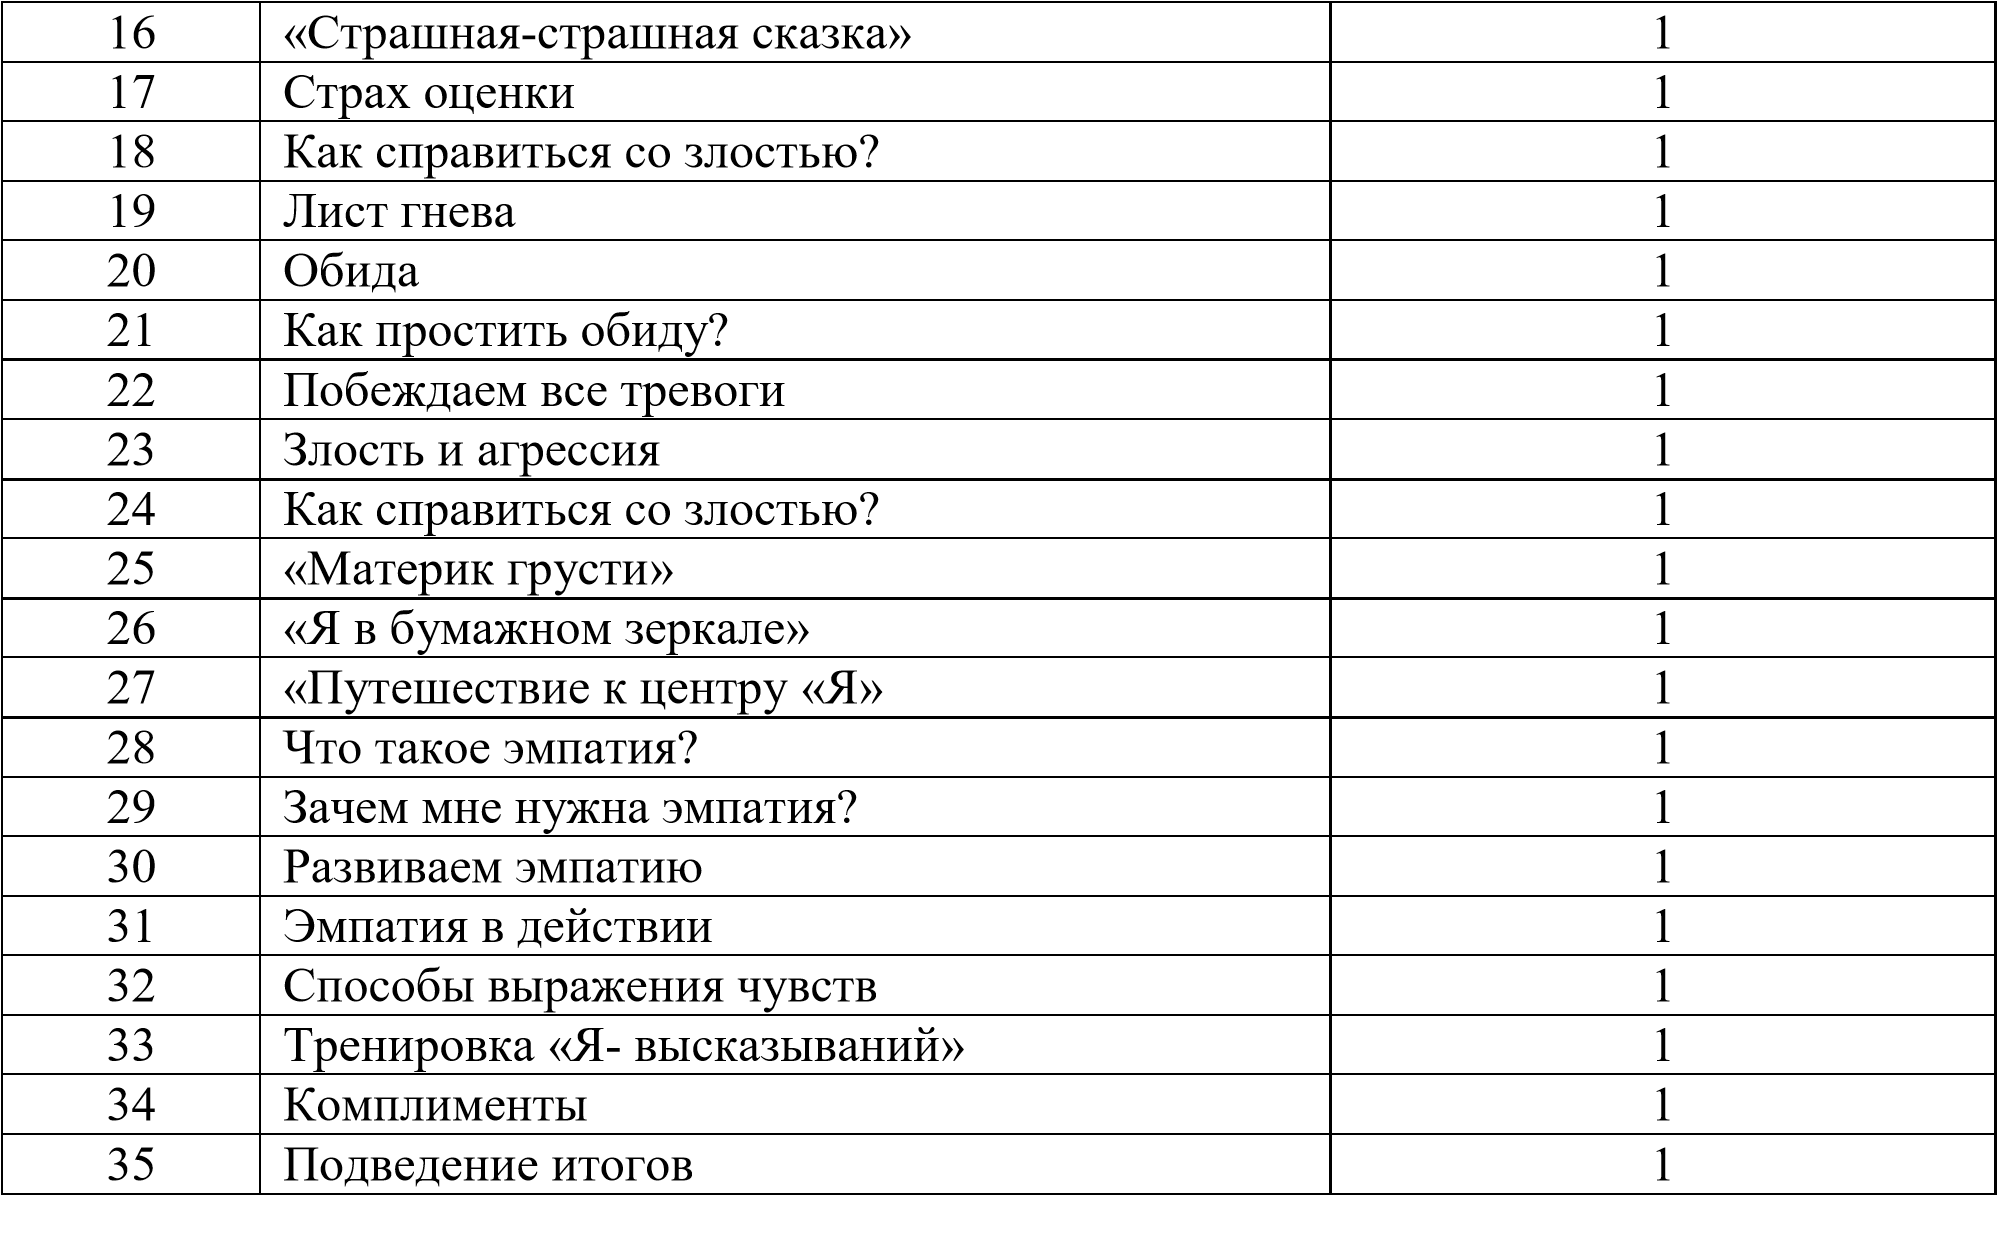 16 «Страшная-страшная сказка» 1
17 Страх оценки 1
18 Как справиться со злостью? 1
19 Лист гнева 1
20 Обида 1
21 Как простить обиду? 1
22 Побеждаем все тревоги 1
23 Злость и агрессия 1
24 Как справиться со злостью? 1
25 «Материк грусти» 1
26 «Я в бумажном зеркале» 1
27 «Путешествие к центру «Я» 1
28 Что такое эмпатия? 1
29 Зачем мне нужна эмпатия? 1
30 Развиваем эмпатию 1
31 Эмпатия в действии 1
32 Способы выражения чувств 1
33 Тренировка «Я- высказываний» 1
34 Комплименты 1
35 Подведение итогов 1